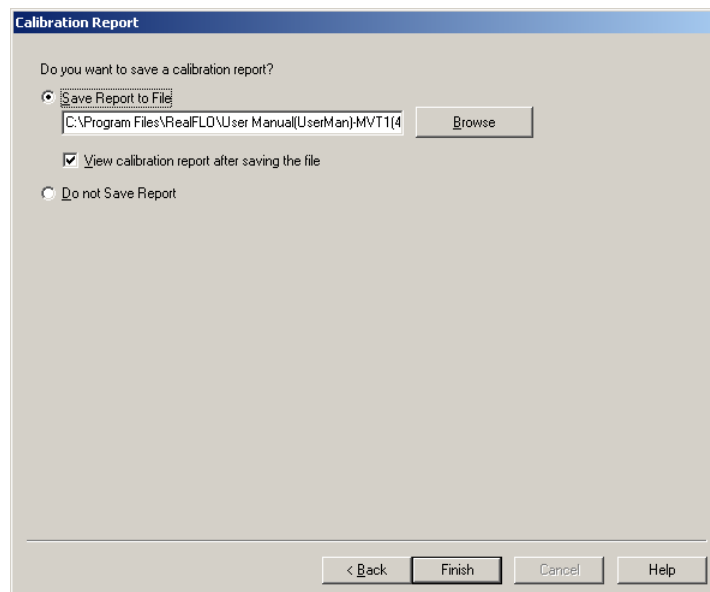 Calibration Report
Do you want to save a calibration report?
Save Report to File
C:\Program Files\RealFLO\User Manual(UserMan)-MVT1(4
Browse
View calibration report after saving the file
Do not Save Report
< Back
Finish
Cancel
Help